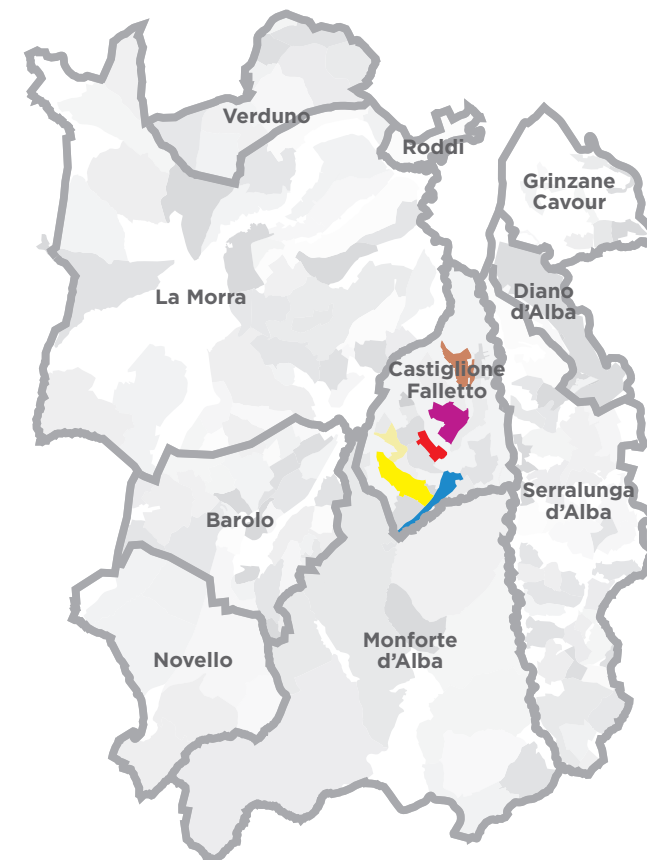 Verduno
Roddi
Grinzane
Cavour
La Morra
Diano
d'Alba
Castiglione
Falletto
Serralunga
d'Alba
Barolo
Novello
Monforte
d'Alba